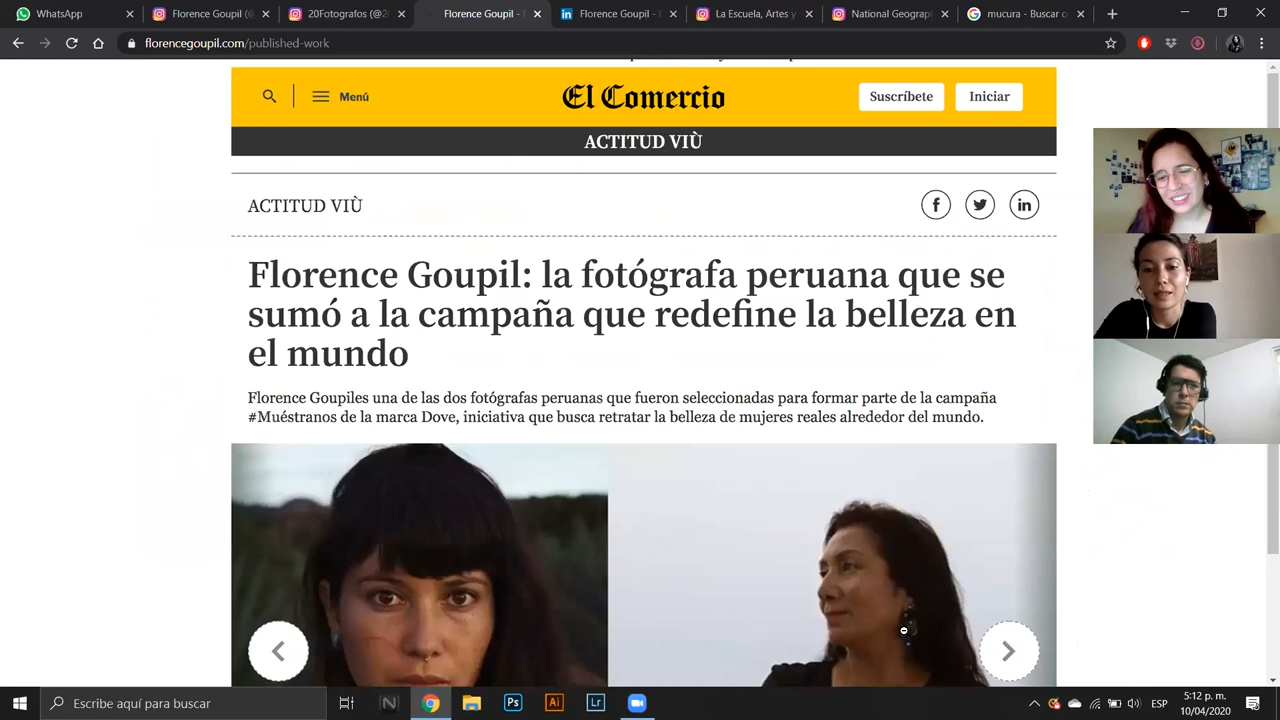 WhatsApp
Florence Goupil (@
20Fotografos (@2
Florence Goupil -
Florence Goupil -
La Escuela, Artes y
National Geograp
mucura - Buscar c
florencegoupil.com/published-work
Menú
El Comercio
Suscríbete
Iniciar
ACTITUD VIÙ
ACTITUD VIÙ
Florence Goupil: la fotógrafa peruana que se
sumó a la campaña que redefine la belleza en
el mundo
Florence Goupiles una de las dos fotógrafas peruanas que fueron seleccionadas para formar parte de la campaña
#Muéstranos de la marca Dove, iniciativa que busca retratar la belleza de mujeres reales alrededor del mundo.
Escribe aquí para buscar
Ps
Ai
Lr
ESP
5:12 p. m.
10/04/2020